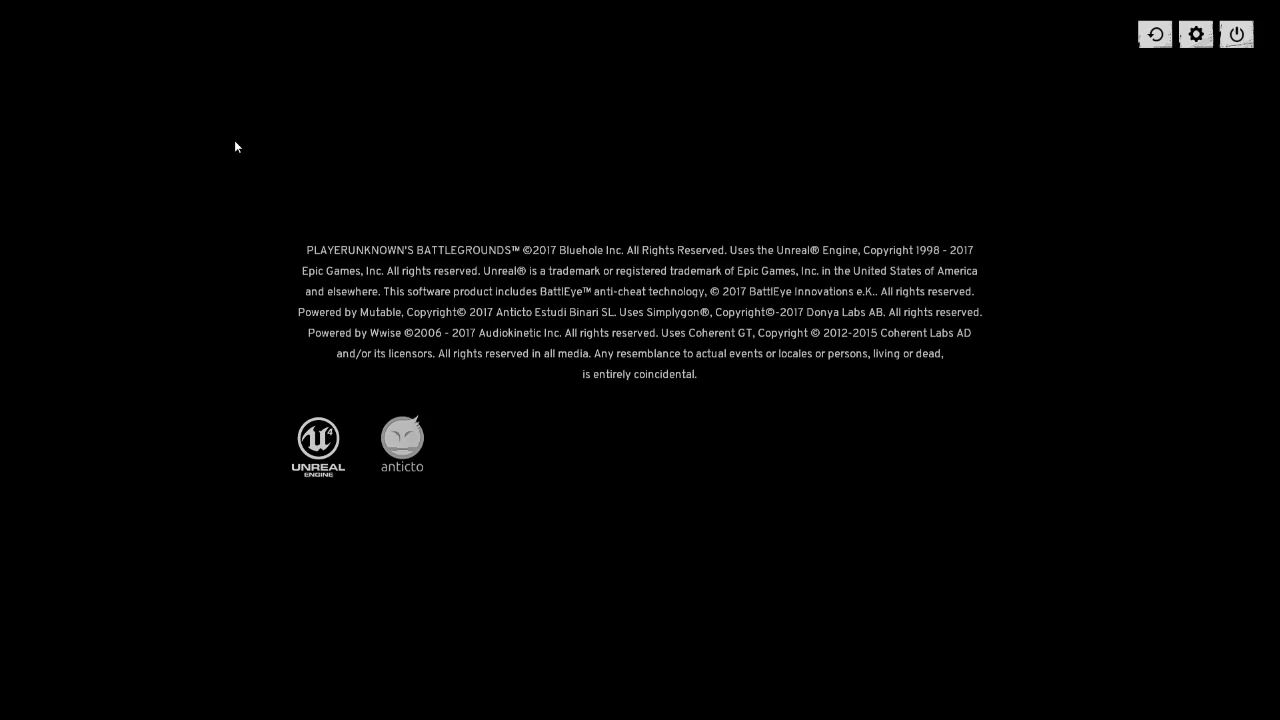 PLAYERUNKNOWN'S BATTLEGROUNDS™ ©2017 Bluehole Inc. All Rights Reserved. Uses the Unreal® Engine, Copyright 1998 - 2017
Epic Games, Inc. All rights reserved. Unreal® is a trademark or registered trademark of Epic Games, Inc. in the United States of America
and elsewhere. This software product includes BattlEye™ anti-cheat technology, © 2017 BattlEye Innovations e.K.. All rights reserved.
Powered by Mutable, Copyright© 2017 Anticto Estudi Binari SL. Uses Simplygon®, Copyright©-2017 Donya Labs AB. All rights reserved.
Powered by Wwise ©2006 - 2017 Audiokinetic Inc. All rights reserved. Uses Coherent GT, Copyright © 2012-2015 Coherent Labs AD
and/or its licensors. All rights reserved in all media. Any resemblance to actual events or locales or persons, living or dead,
is entirely coincidental.
U 4
UNREAL
ENGINE
anticto